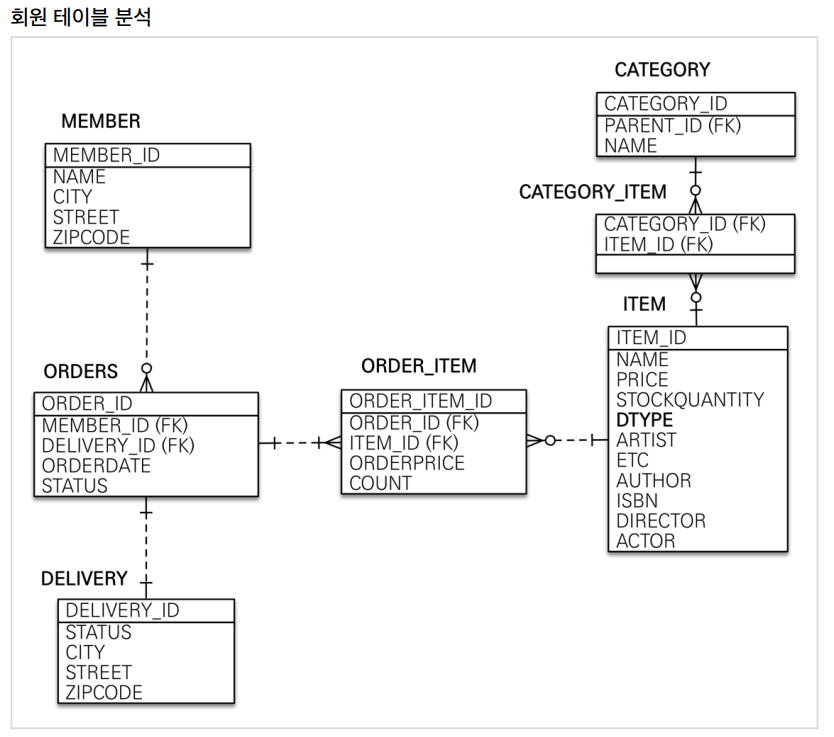 회원 테이블 분석
CATEGORY
CATEGORY_ID
PARENT_ID (FK)
NAME
MEMBER
MEMBER_ID
NAME
CITY
STREET
ZIPCODE
CATEGORY_ITEM
CATEGORY_ID (FK)
ITEM_ID (FK)
ITEM
ITEM_ID
NAME
PRICE
STOCKQUANTITY
DTYPE
ARTIST
ETC
AUTHOR
ISBN
DIRECTOR
ACTOR
ORDERS
ORDER_ID
MEMBER_ID (FK)
DELIVERY_ID (FK)
ORDERDATE
STATUS
ORDER_ITEM
ORDER_ITEM_ID
ORDER_ID (FK)
ITEM_ID (FK)
ORDERPRICE
COUNT
DELIVERY
DELIVERY_ID
STATUS
CITY
STREET
ZIPCODE